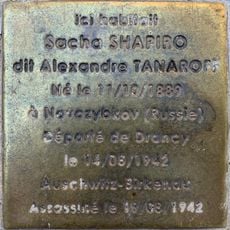 Ici habitait
Sacha SHAPIRO
dit Alexandre TANAROFF
Né le 11/10/1889
à Novozybkov (Russie)
Déporté de Drancy
le 14/08/1942
Auschwitz-Birkenau
Assassiné le 19/08/1942